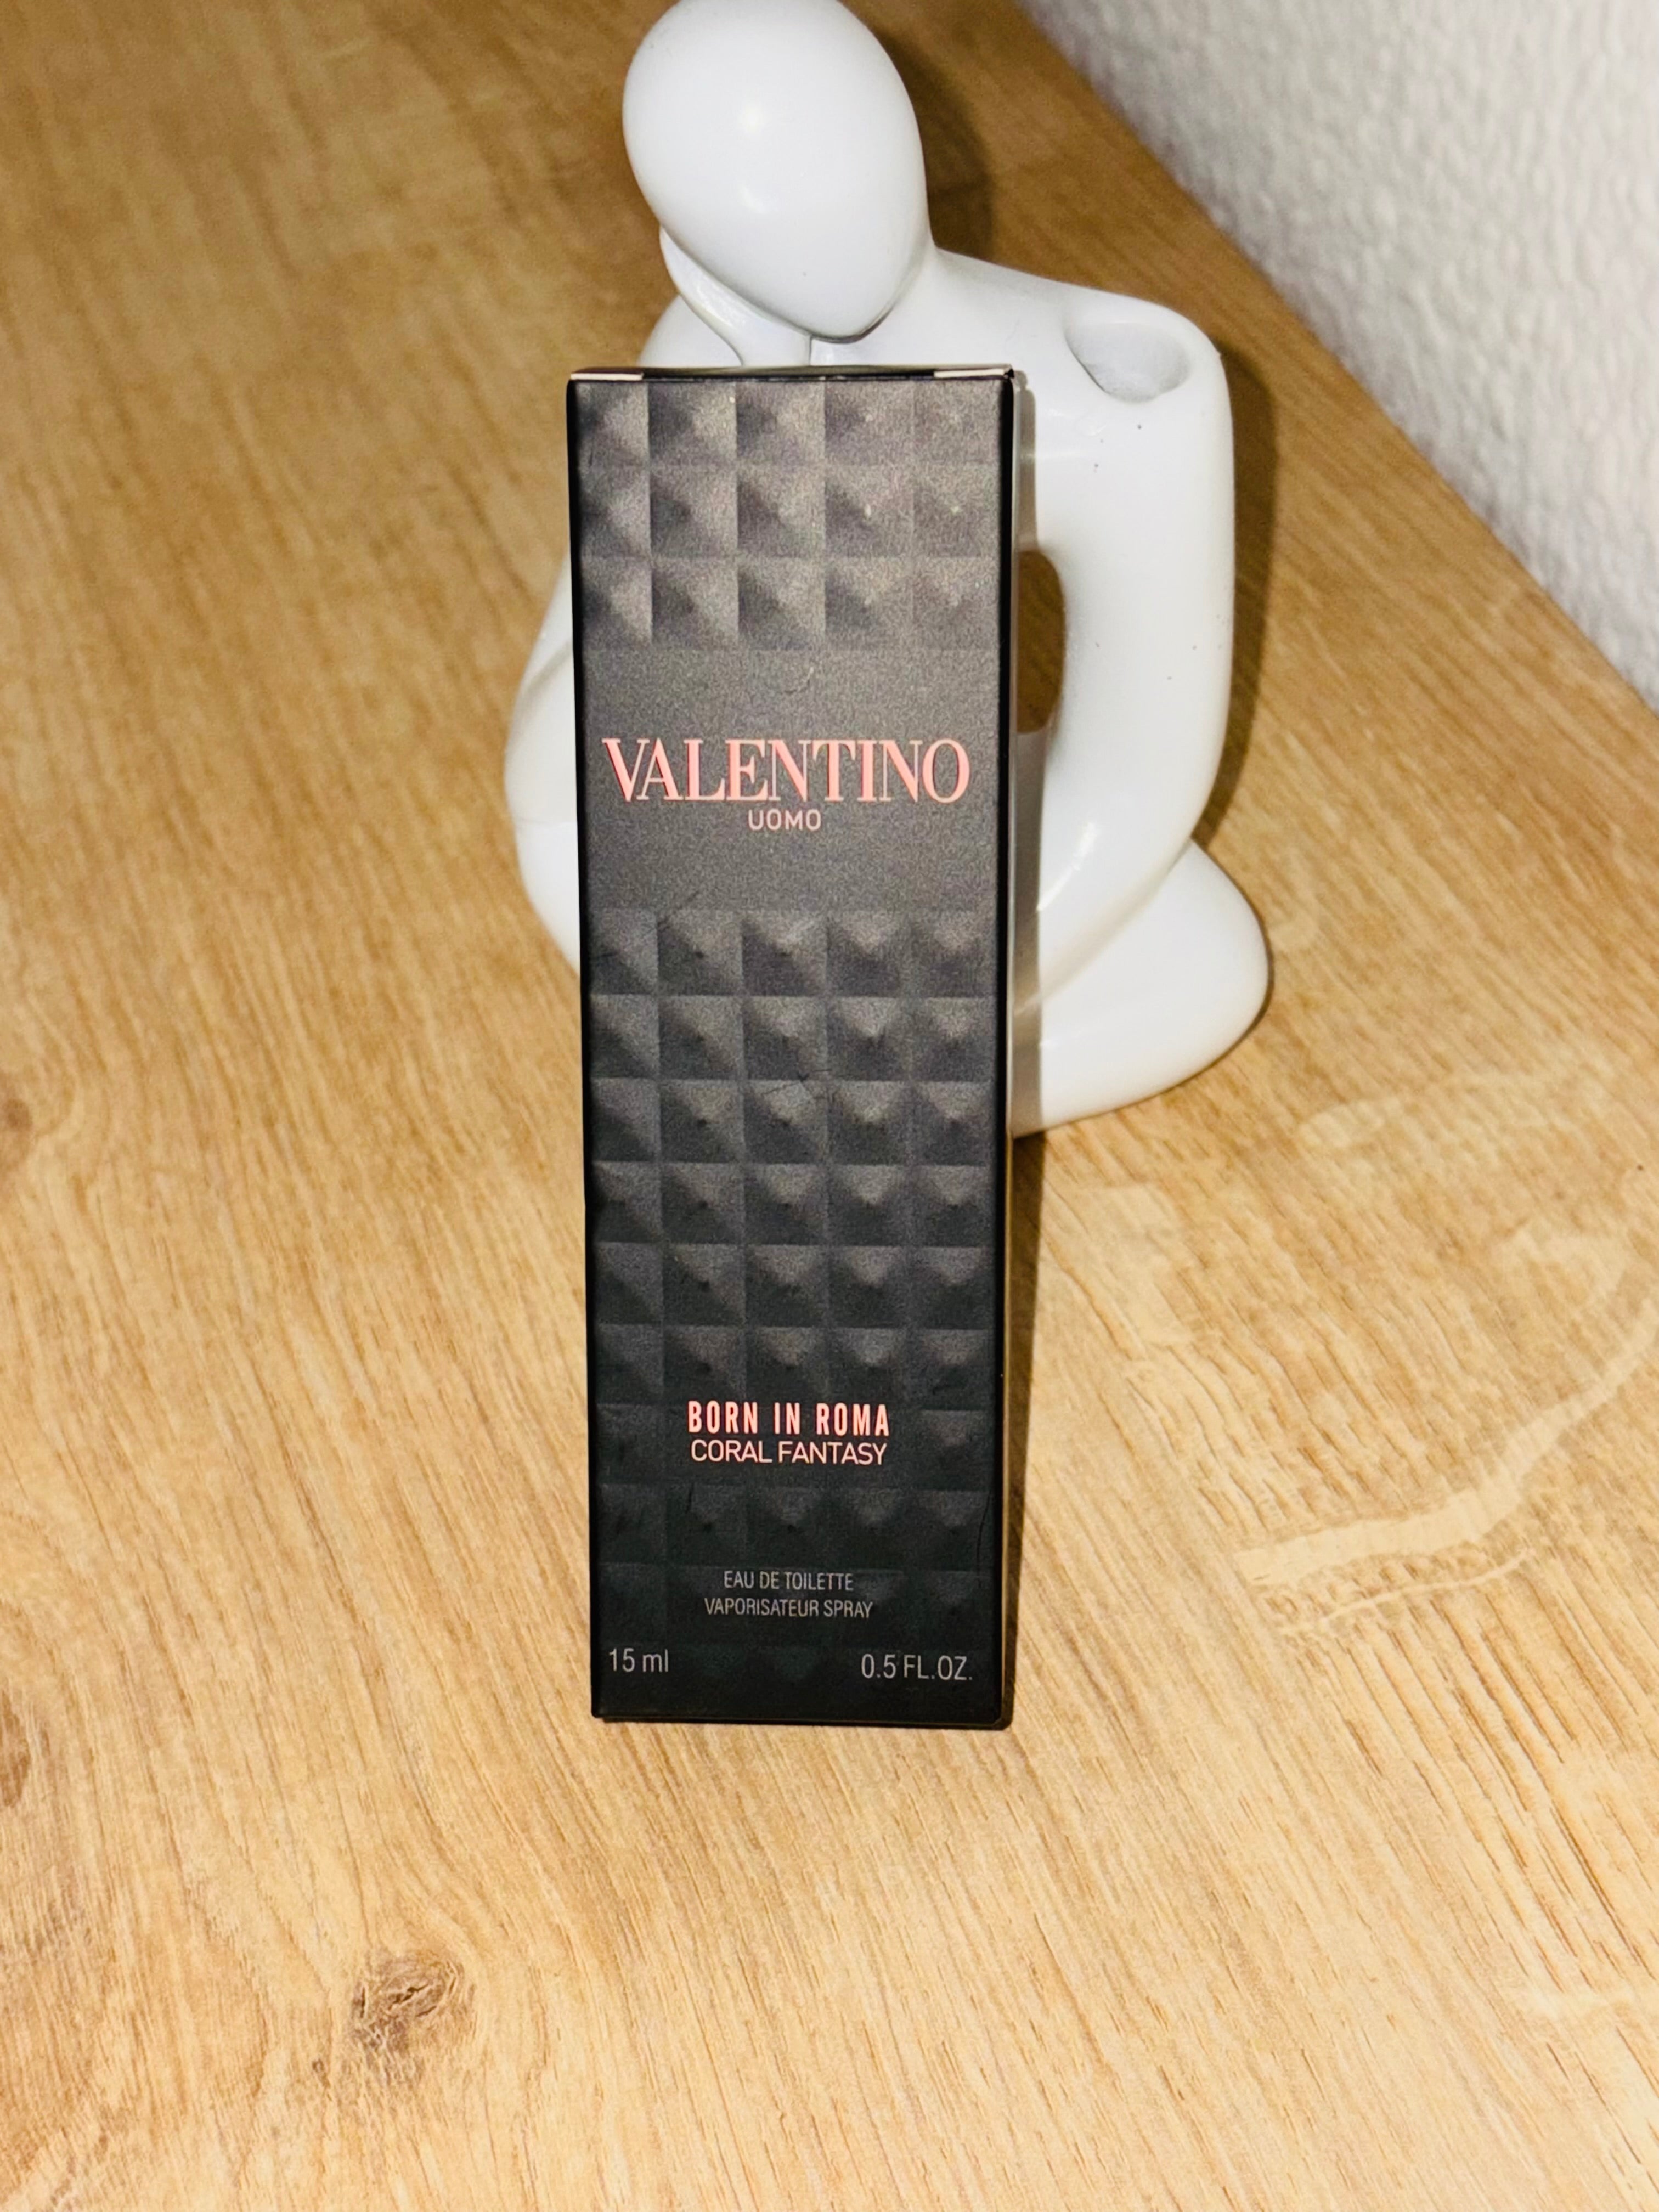 VALENTINO
UOMO
BORN IN ROMA
CORAL FANTASY
EAU DE TOILETTE
VAPORISATEUR SPRAY
15 ml 0.5 FL.OZ.